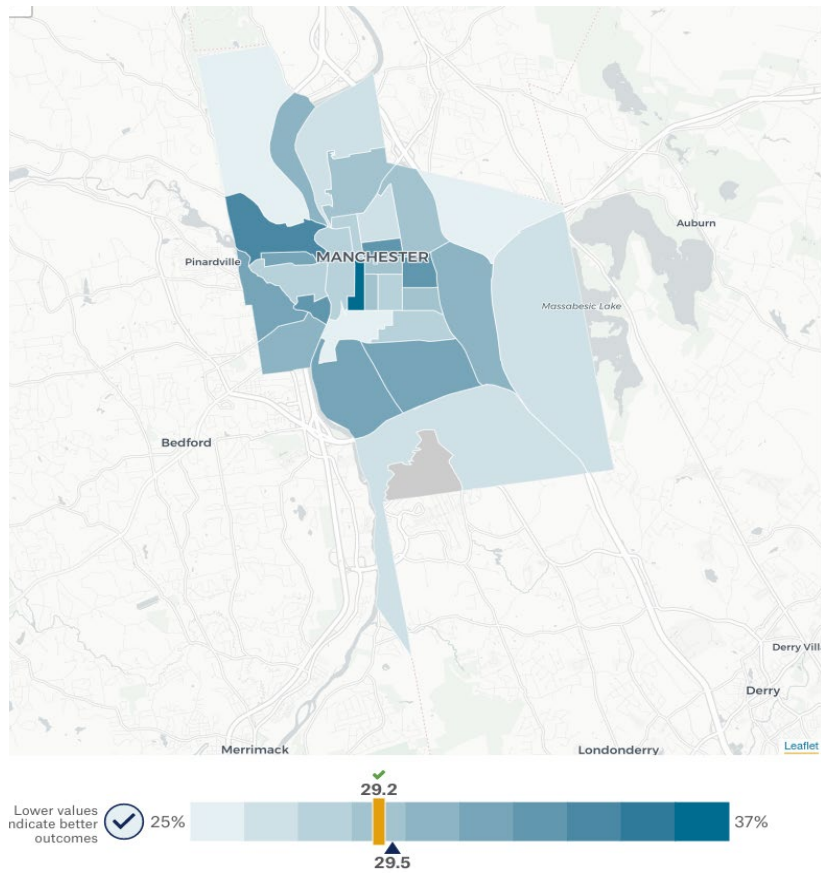 Auburn
MANCHESTER
Pinardville
Massabesic Lake
Bedford
Derry Vill
Derry
Merrimack
Londonderry
Leaflet
29.2
Lower values
ndicate better
outcomes
25%
37%
29.5